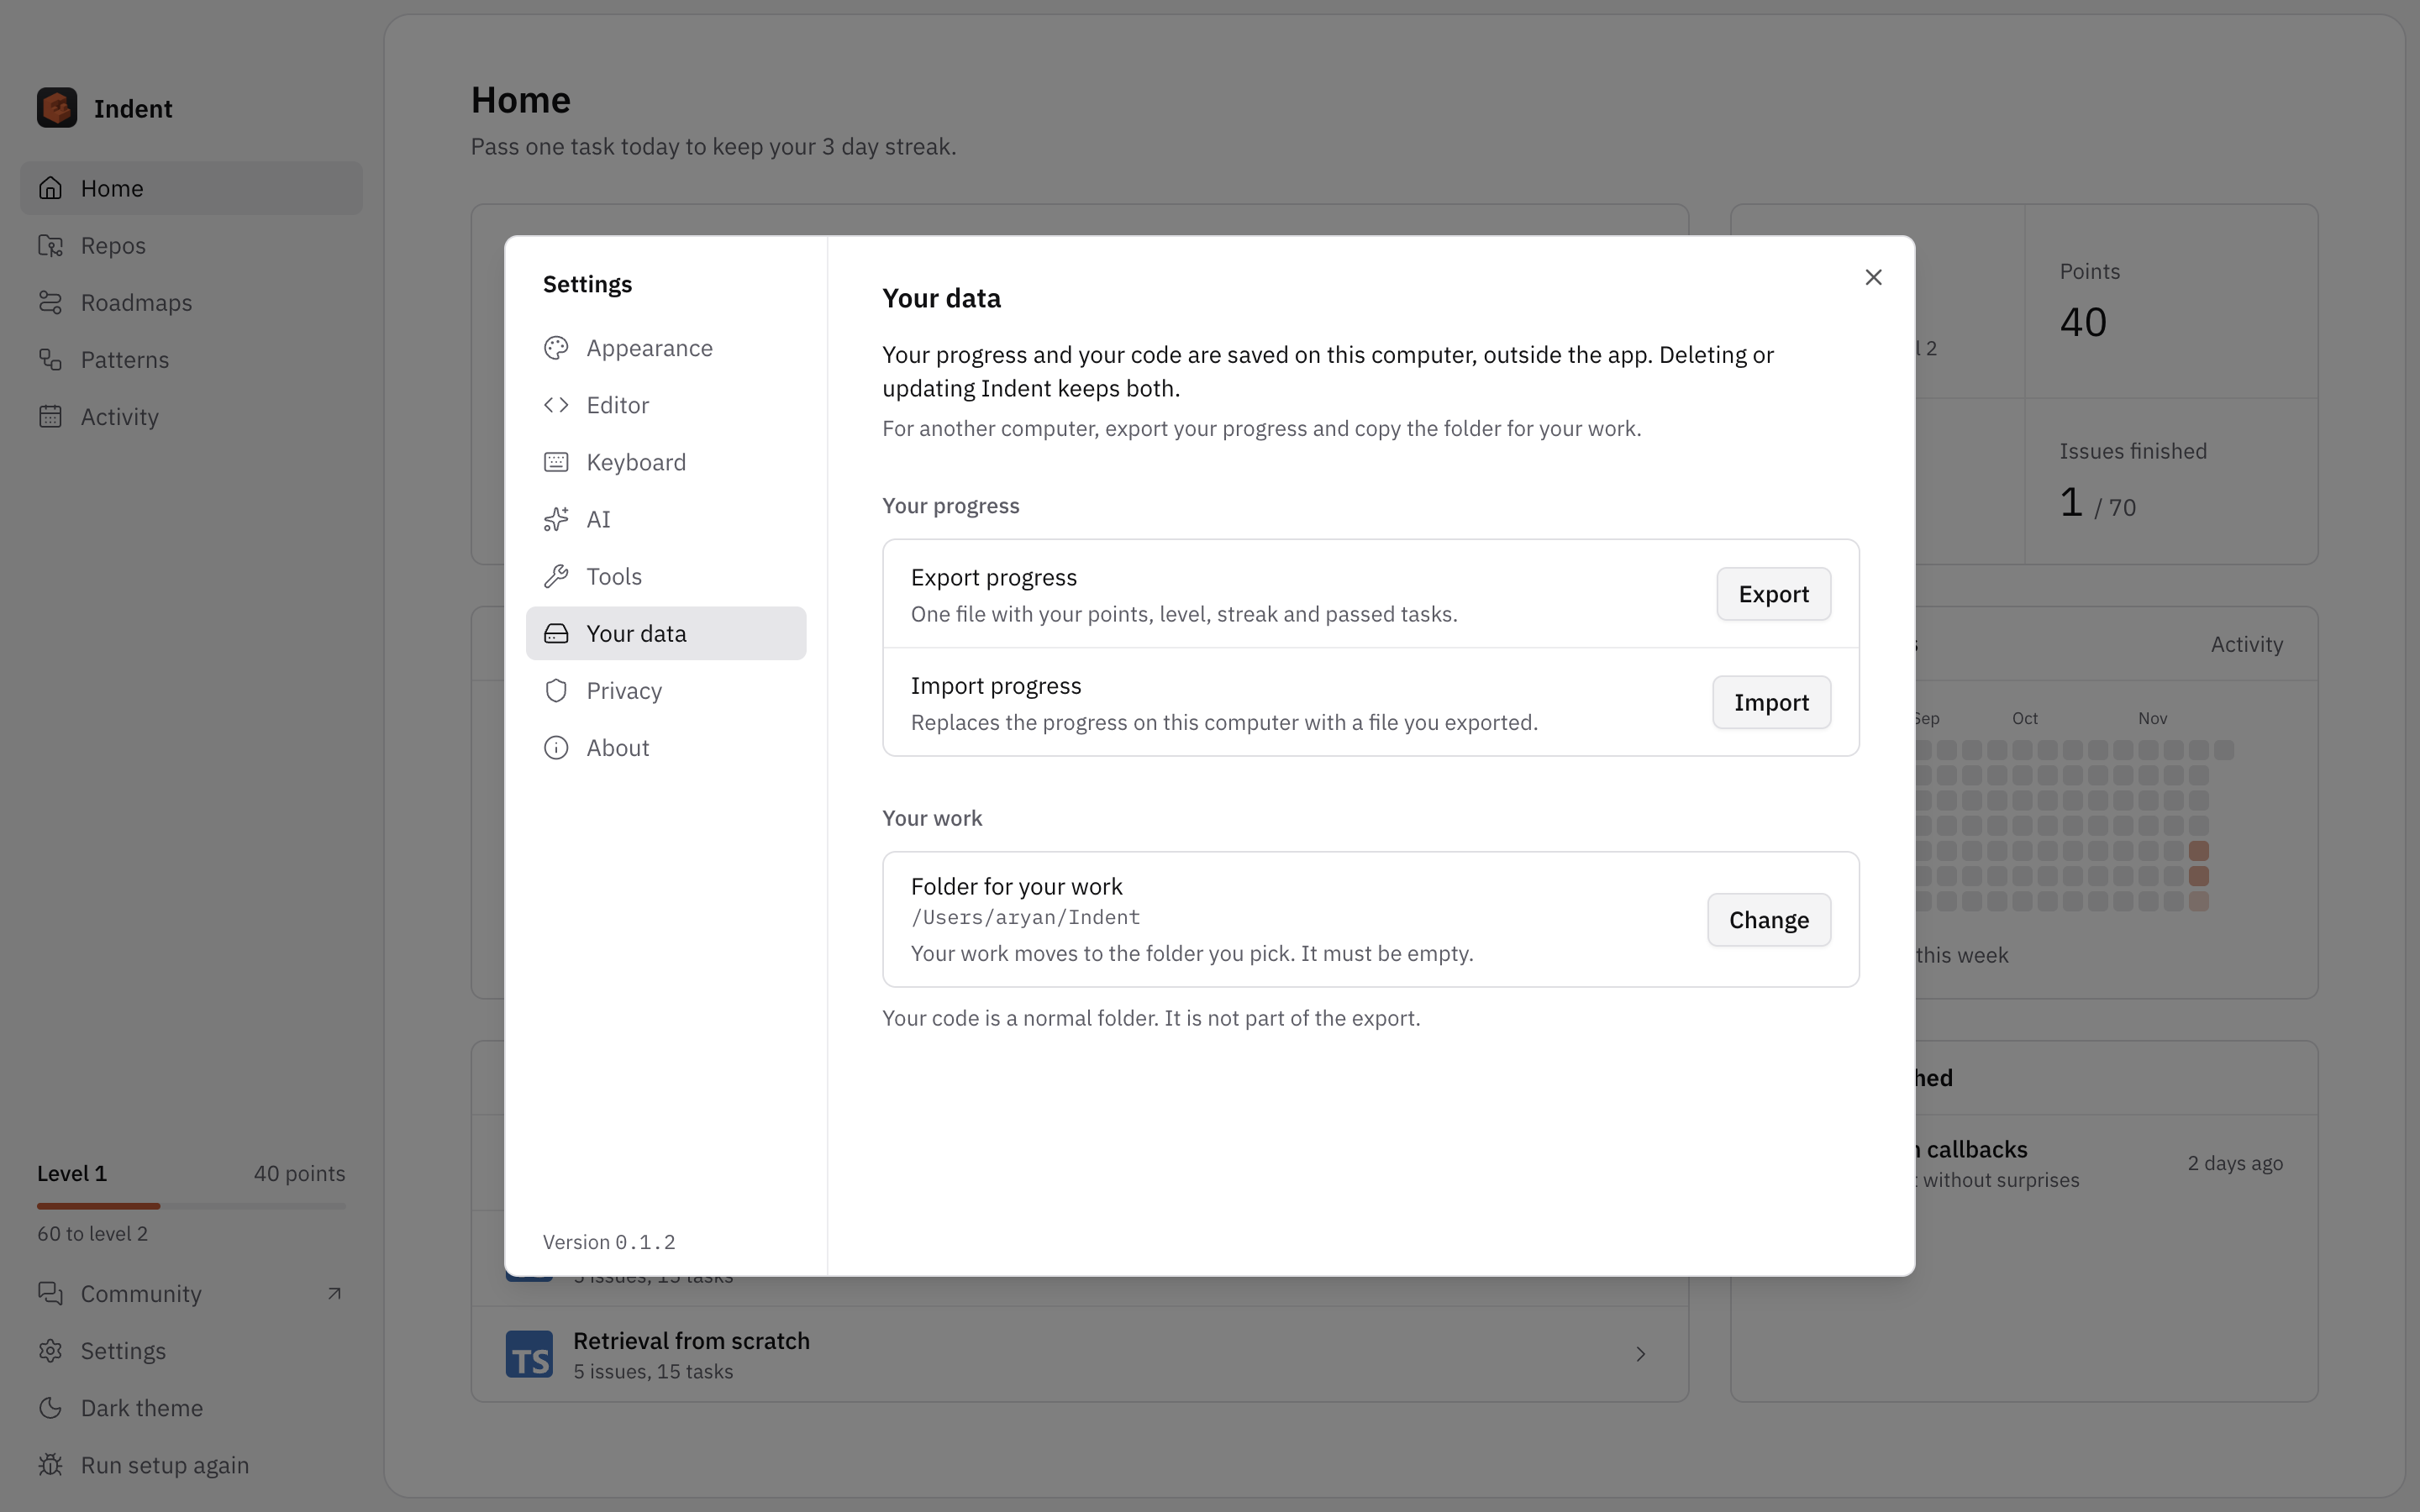 Indent
Home
Repos
Roadmaps
Patterns
Activity
Level 1
40 points
60 to level 2
Community
Settings
Dark theme
Run setup again
Home
Pass one task today to keep your 3 day streak.
Settings
Appearance
Editor
Keyboard
AI
Tools
Your data
Privacy
About
Version 0.1.2
Your data
Your progress and your code are saved on this computer, outside the app. Deleting or
updating Indent keeps both.
For another computer, export your progress and copy the folder for your work.
Your progress
Export progress
One file with your points, level, streak and passed tasks.
Export
Import progress
Replaces the progress on this computer with a file you exported.
Import
Your work
Folder for your work
/Users/aryan/Indent
Your work moves to the folder you pick. It must be empty.
Change
Your code is a normal folder. It is not part of the export.
2
Points
40
Issues finished
1 / 70
Activity
Sep Oct Nov
this week
callbacks
without surprises
2 days ago
5 issues, 15 tasks
TS
Retrieval from scratch
5 issues, 15 tasks